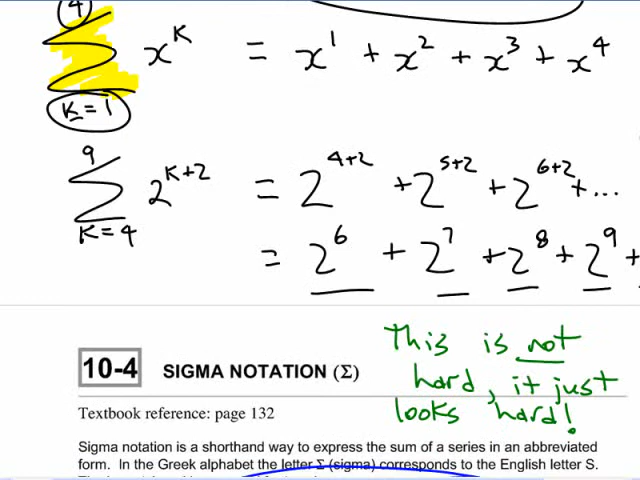 4
∑ x^k = x^1 + x^2 + x^3 + x^4
k=1
9
∑ 2^{k+2} = 2^{4+2} + 2^{5+2} + 2^{6+2} + ...
k=4
= 2^6 + 2^7 + 2^8 + 2^9 +
This is not
hard, it just
looks hard!
10-4 SIGMA NOTATION (Σ)
Textbook reference: page 132
Sigma notation is a shorthand way to express the sum of a series in an abbreviated
form. In the Greek alphabet the letter Σ (sigma) corresponds to the English letter S.